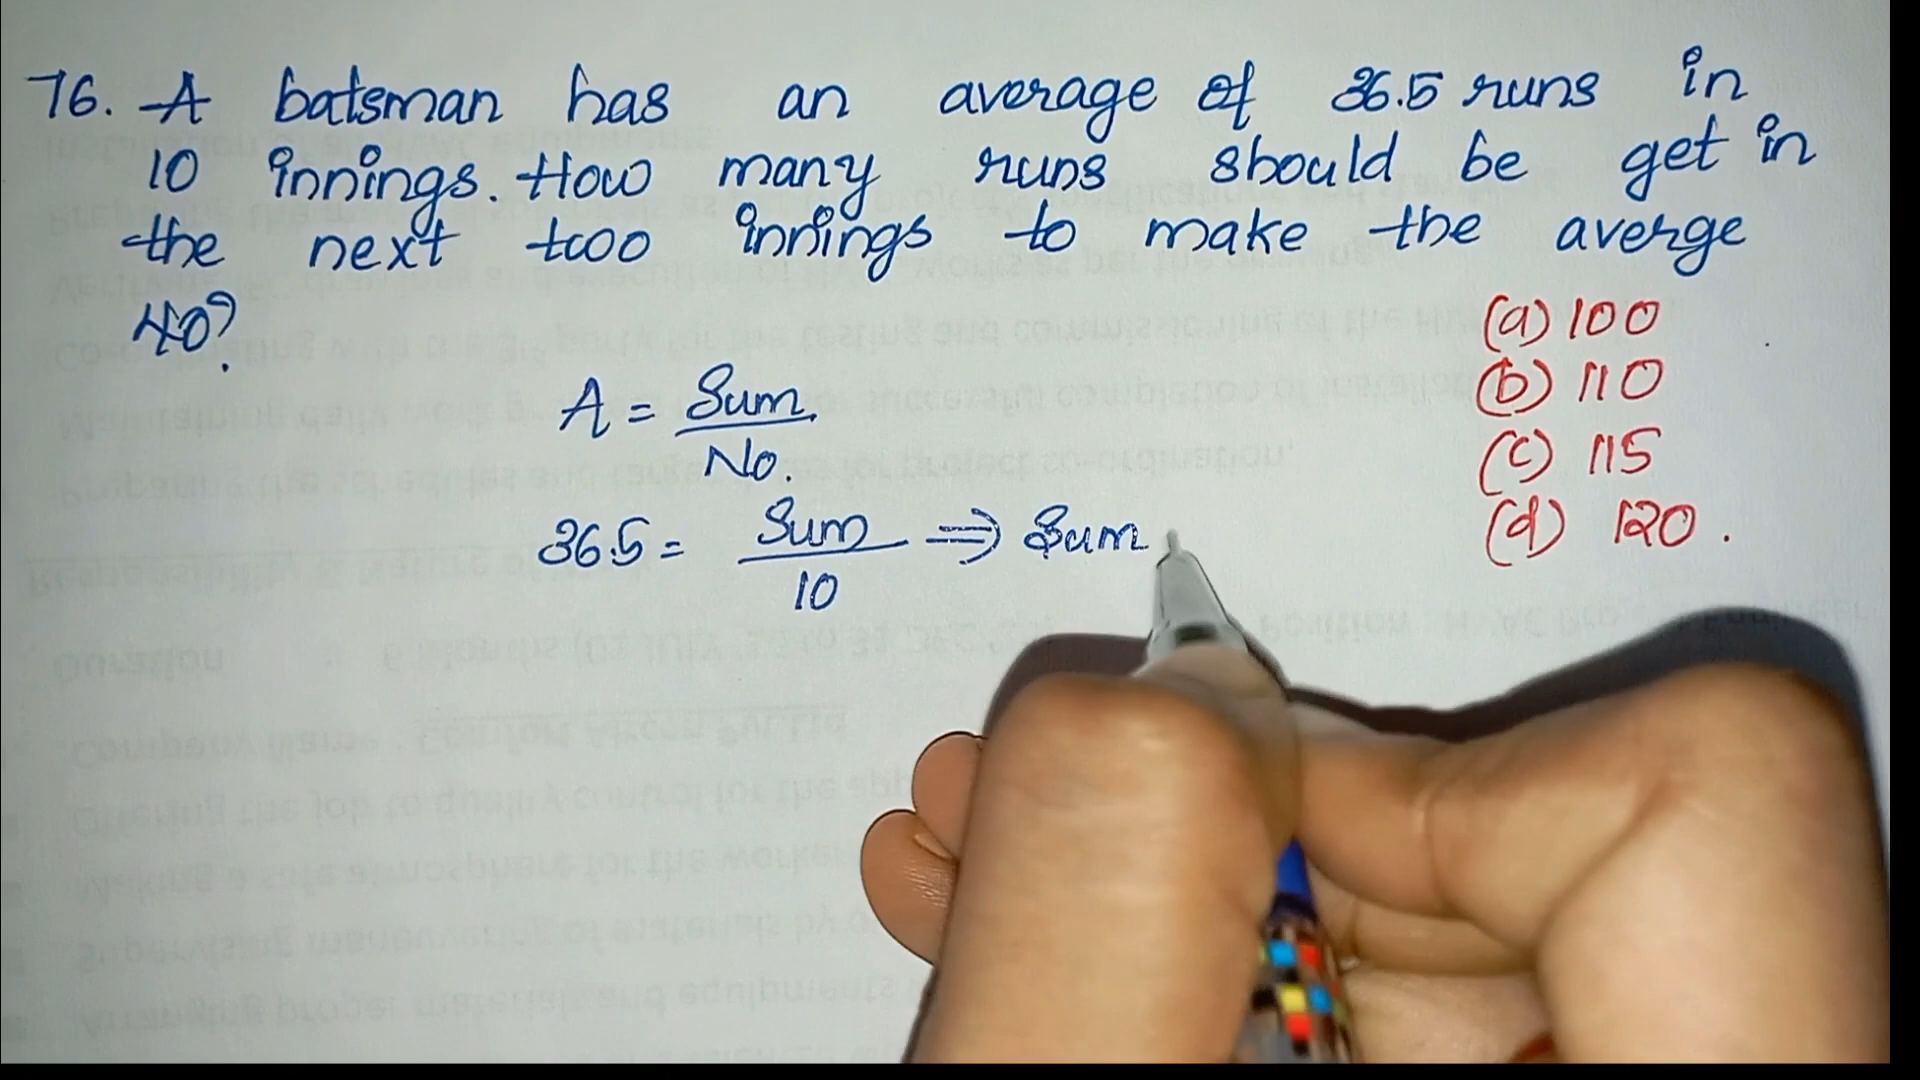 76. A batsman has an average of 36.5 runs in
10 innings. How many runs should be get in
the next two innings to make the averge
40?
(a) 100
(b) 110
(c) 115
(d) 120.
A = Sum
No.
36.5 = Sum ⇒ Sum
10